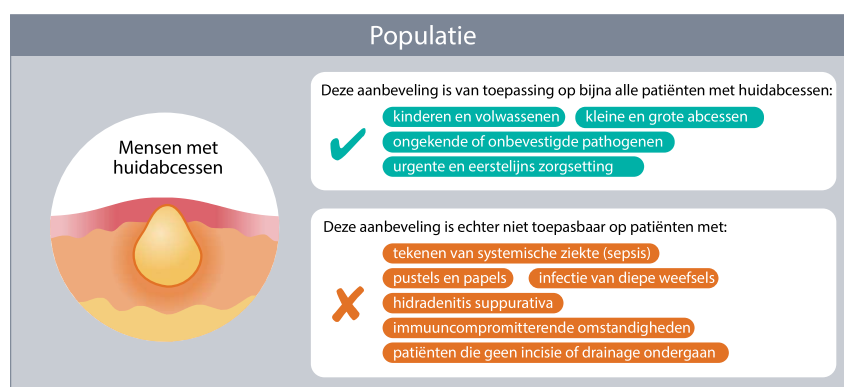 Populatie
Mensen met
huidabcessen
Deze aanbeveling is van toepassing op bijna alle patiënten met huidabcessen:
kinderen en volwassenen kleine en grote abcessen
ongekende of onbevestigde pathogenen
urgente en eerstelijns zorgsetting
Deze aanbeveling is echter niet toepasbaar op patiënten met:
tekenen van systemische ziekte (sepsis)
pustels en papels infectie van diepe weefsels
hidradenitis suppurativa
immuuncompromitterende omstandigheden
patiënten die geen incisie of drainage ondergaan